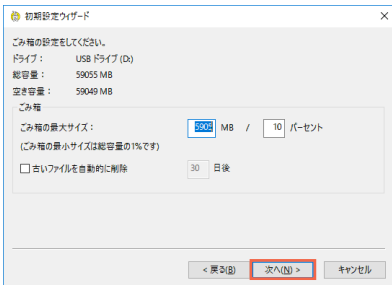 初期設定ウィザード
ごみ箱の設定をしてください。
ドライブ： USB ドライブ (D:)
総容量： 59055 MB
空き容量： 59049 MB
ごみ箱
ごみ箱の最大サイズ： 5905 MB / 10 パーセント
(ごみ箱の最小サイズは総容量の1%です)
古いファイルを自動的に削除 30 日後
< 戻る(B) 次へ(N) > キャンセル